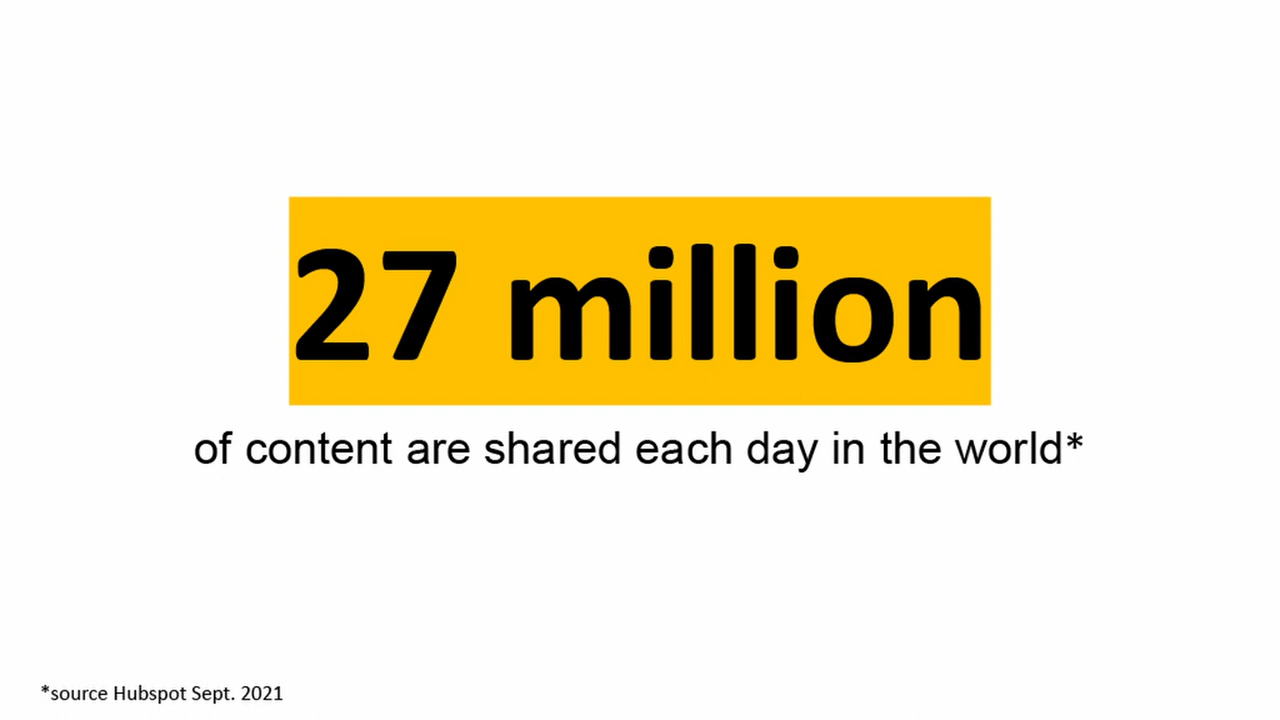 27 million
of content are shared each day in the world*
*source Hubspot Sept. 2021